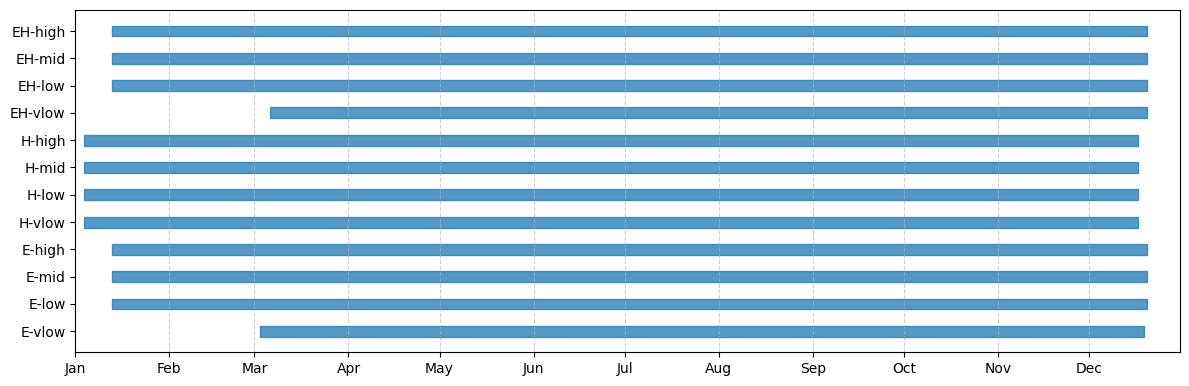 EH-high
EH-mid
EH-low
EH-vlow
H-high
H-mid
H-low
H-vlow
E-high
E-mid
E-low
E-vlow
Jan Feb Mar Apr May Jun Jul Aug Sep Oct Nov Dec